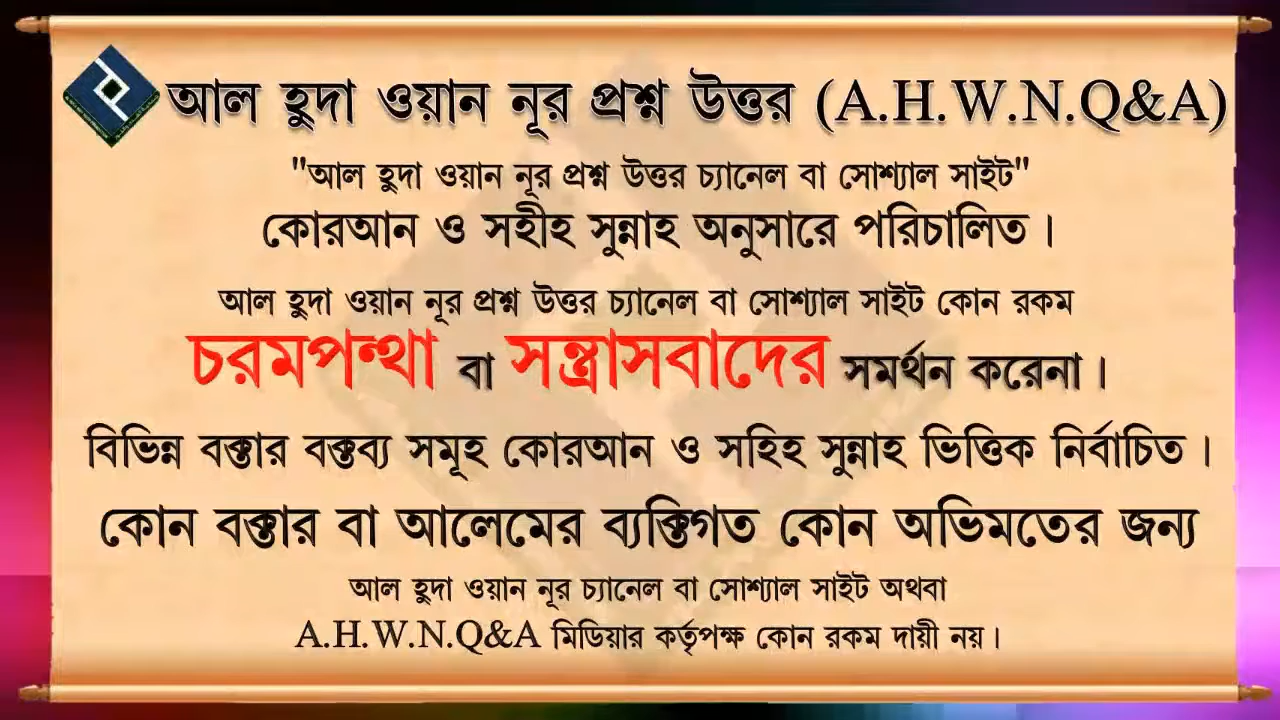 আল হুদা ওয়ান নূর প্রশ্ন উত্তর (A.H.W.N.Q&A)
"আল হুদা ওয়ান নূর প্রশ্ন উত্তর চ্যানেল বা সোশ্যাল সাইট"
কোরআন ও সহীহ সুন্নাহ অনুসারে পরিচালিত।
আল হুদা ওয়ান নূর প্রশ্ন উত্তর চ্যানেল বা সোশ্যাল সাইট কোন রকম
চরমপন্থা বা সন্ত্রাসবাদের সমর্থন করেনা।
বিভিন্ন বক্তার বক্তব্য সমূহ কোরআন ও সহিহ সুন্নাহ ভিত্তিক নির্বাচিত।
কোন বক্তার বা আলেমের ব্যক্তিগত কোন অভিমতের জন্য
আল হুদা ওয়ান নূর চ্যানেল বা সোশ্যাল সাইট অথবা
A.H.W.N.Q&A মিডিয়ার কর্তৃপক্ষ কোন রকম দায়ী নয়।